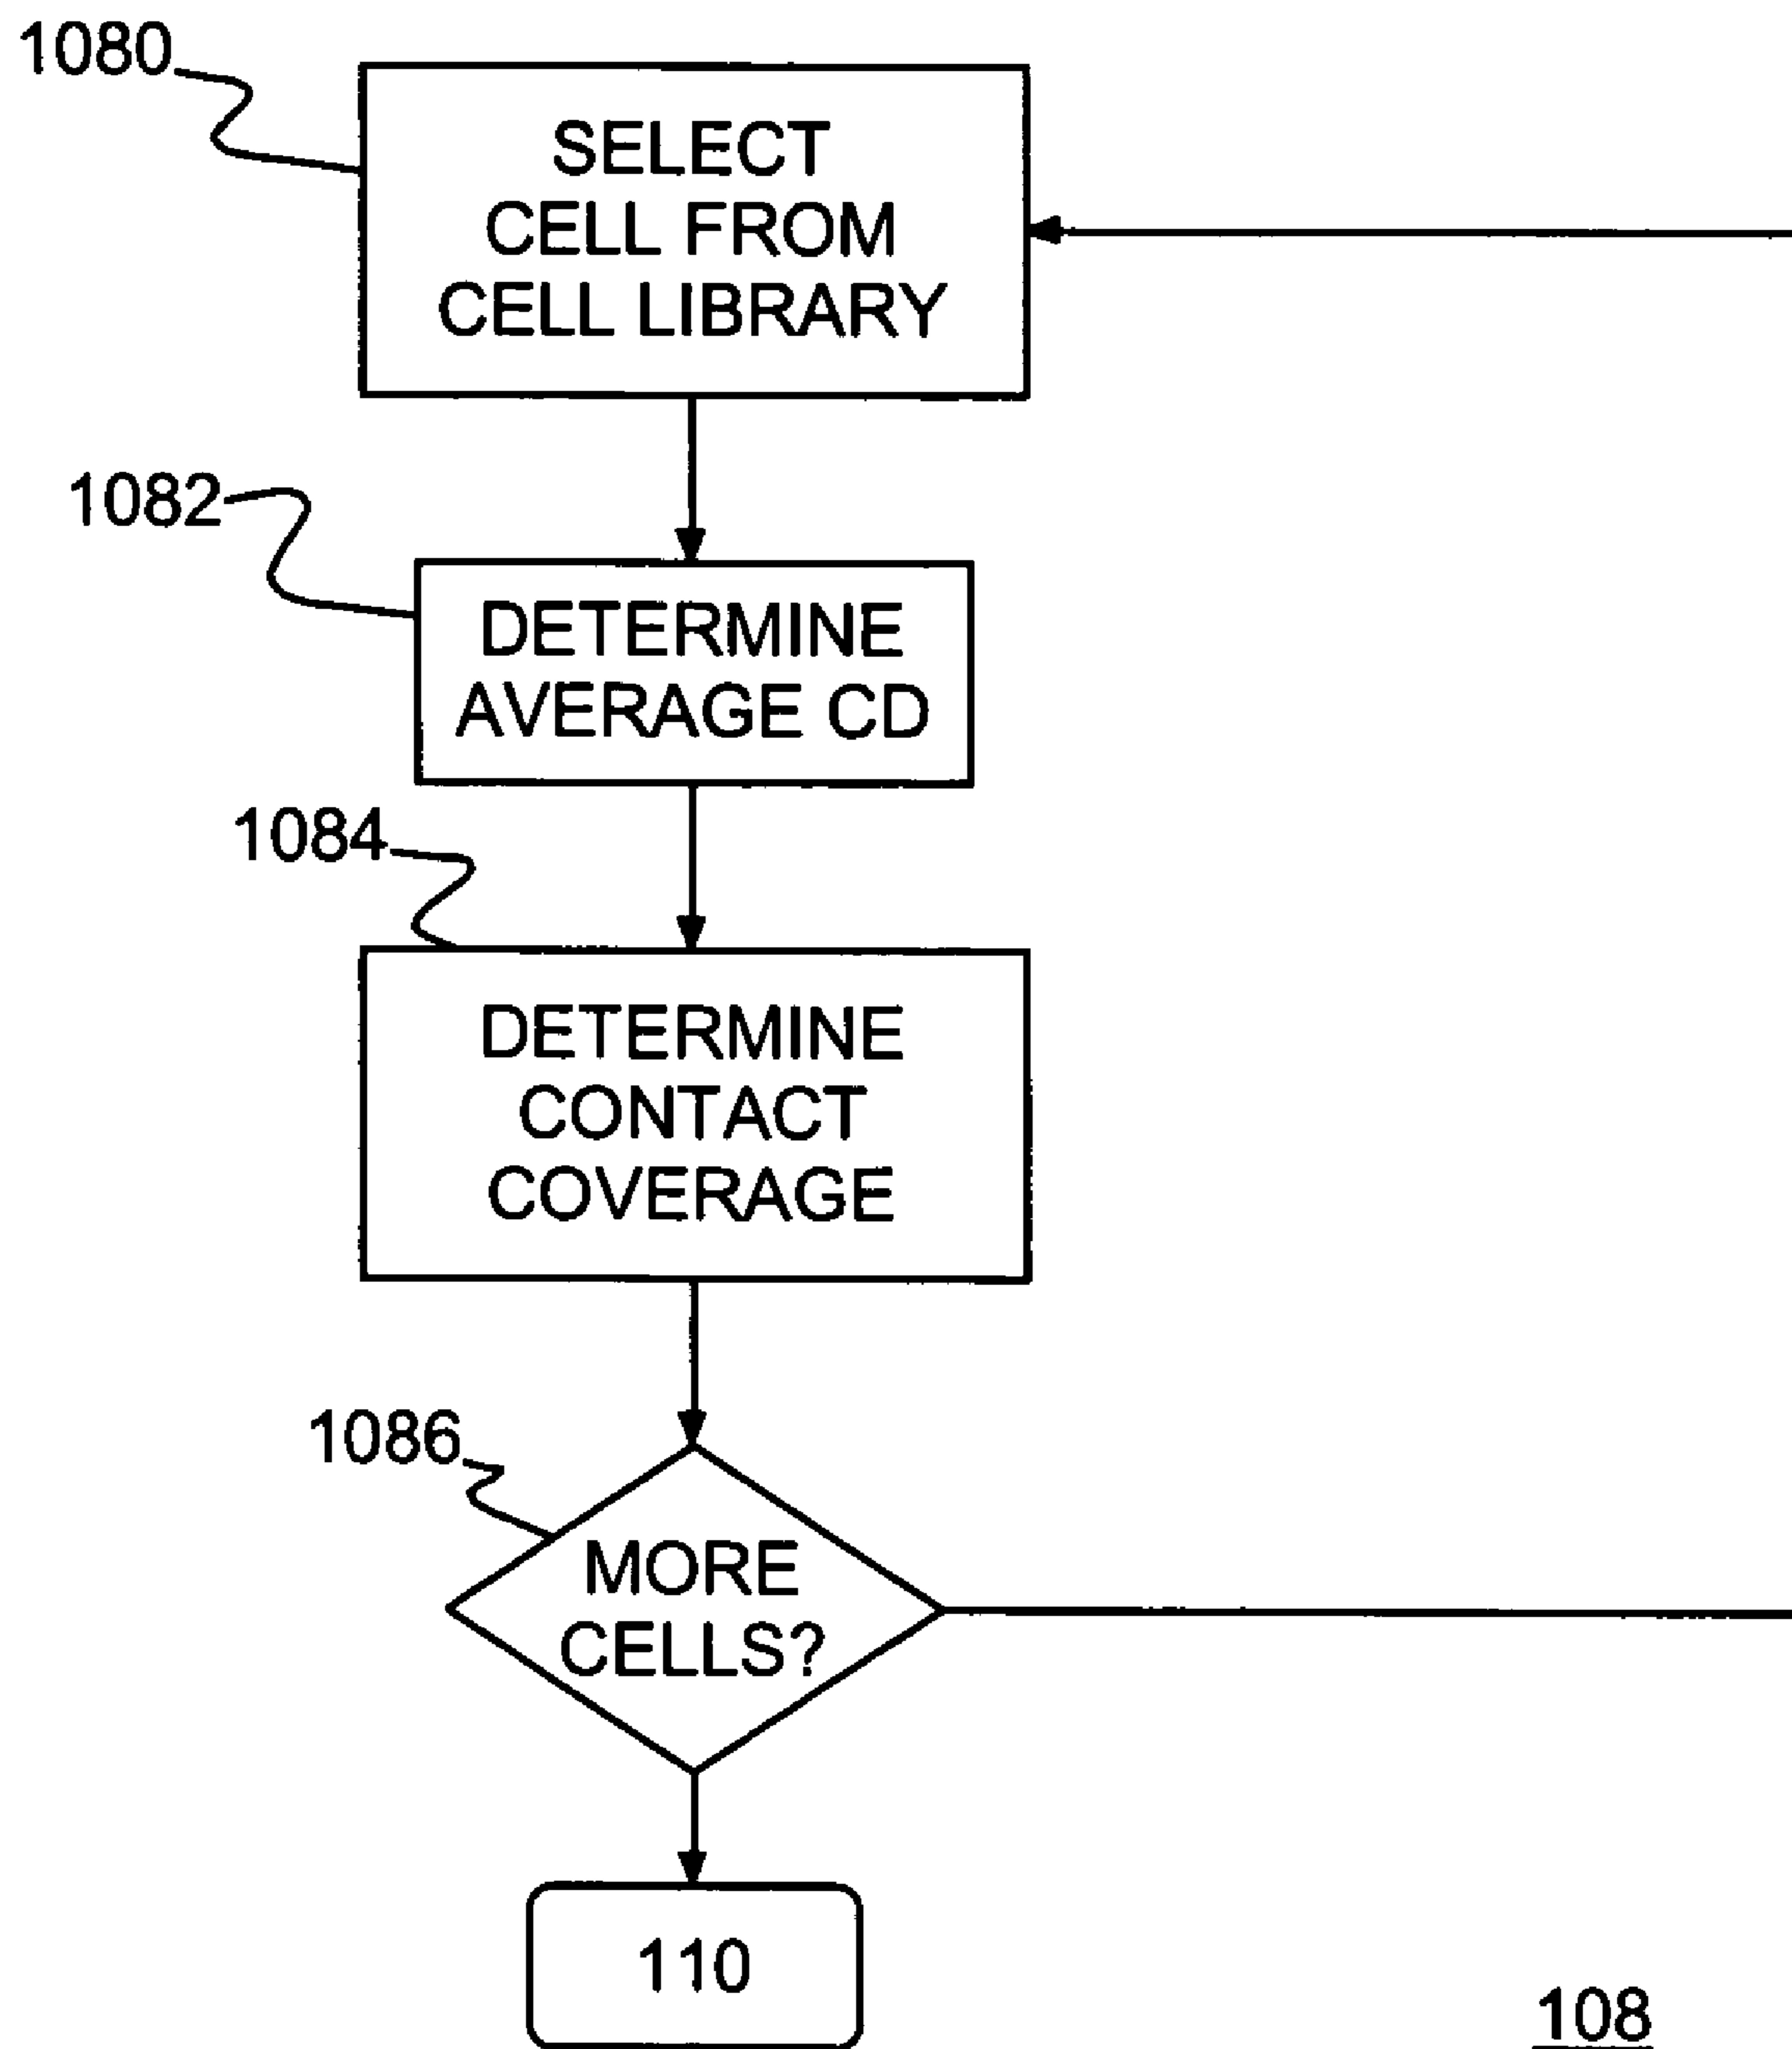 1080
SELECT
CELL FROM
CELL LIBRARY
1082
DETERMINE
AVERAGE CD
1084
DETERMINE
CONTACT
COVERAGE
1086
MORE
CELLS?
110
108